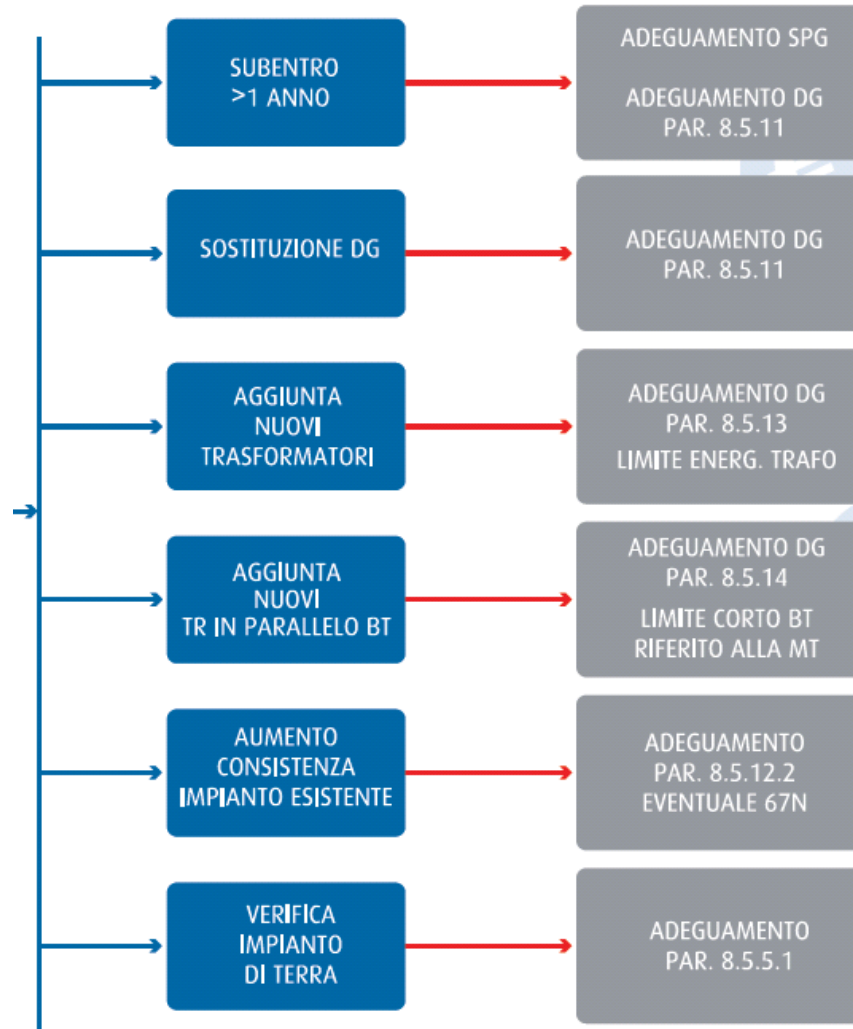 SUBENTRO
>1 ANNO
ADEGUAMENTO SPG
ADEGUAMENTO DG
PAR. 8.5.11
SOSTITUZIONE DG
ADEGUAMENTO DG
PAR. 8.5.11
AGGIUNTA
NUOVI
TRASFORMATORI
ADEGUAMENTO DG
PAR. 8.5.13
LIMITE ENERG. TRAFO
AGGIUNTA
NUOVI
TR IN PARALLELO BT
ADEGUAMENTO DG
PAR. 8.5.14
LIMITE CORTO BT
RIFERITO ALLA MT
AUMENTO
CONSISTENZA
IMPIANTO ESISTENTE
ADEGUAMENTO
PAR. 8.5.12.2
EVENTUALE 67N
VERIFICA
IMPIANTO
DI TERRA
ADEGUAMENTO
PAR. 8.5.5.1